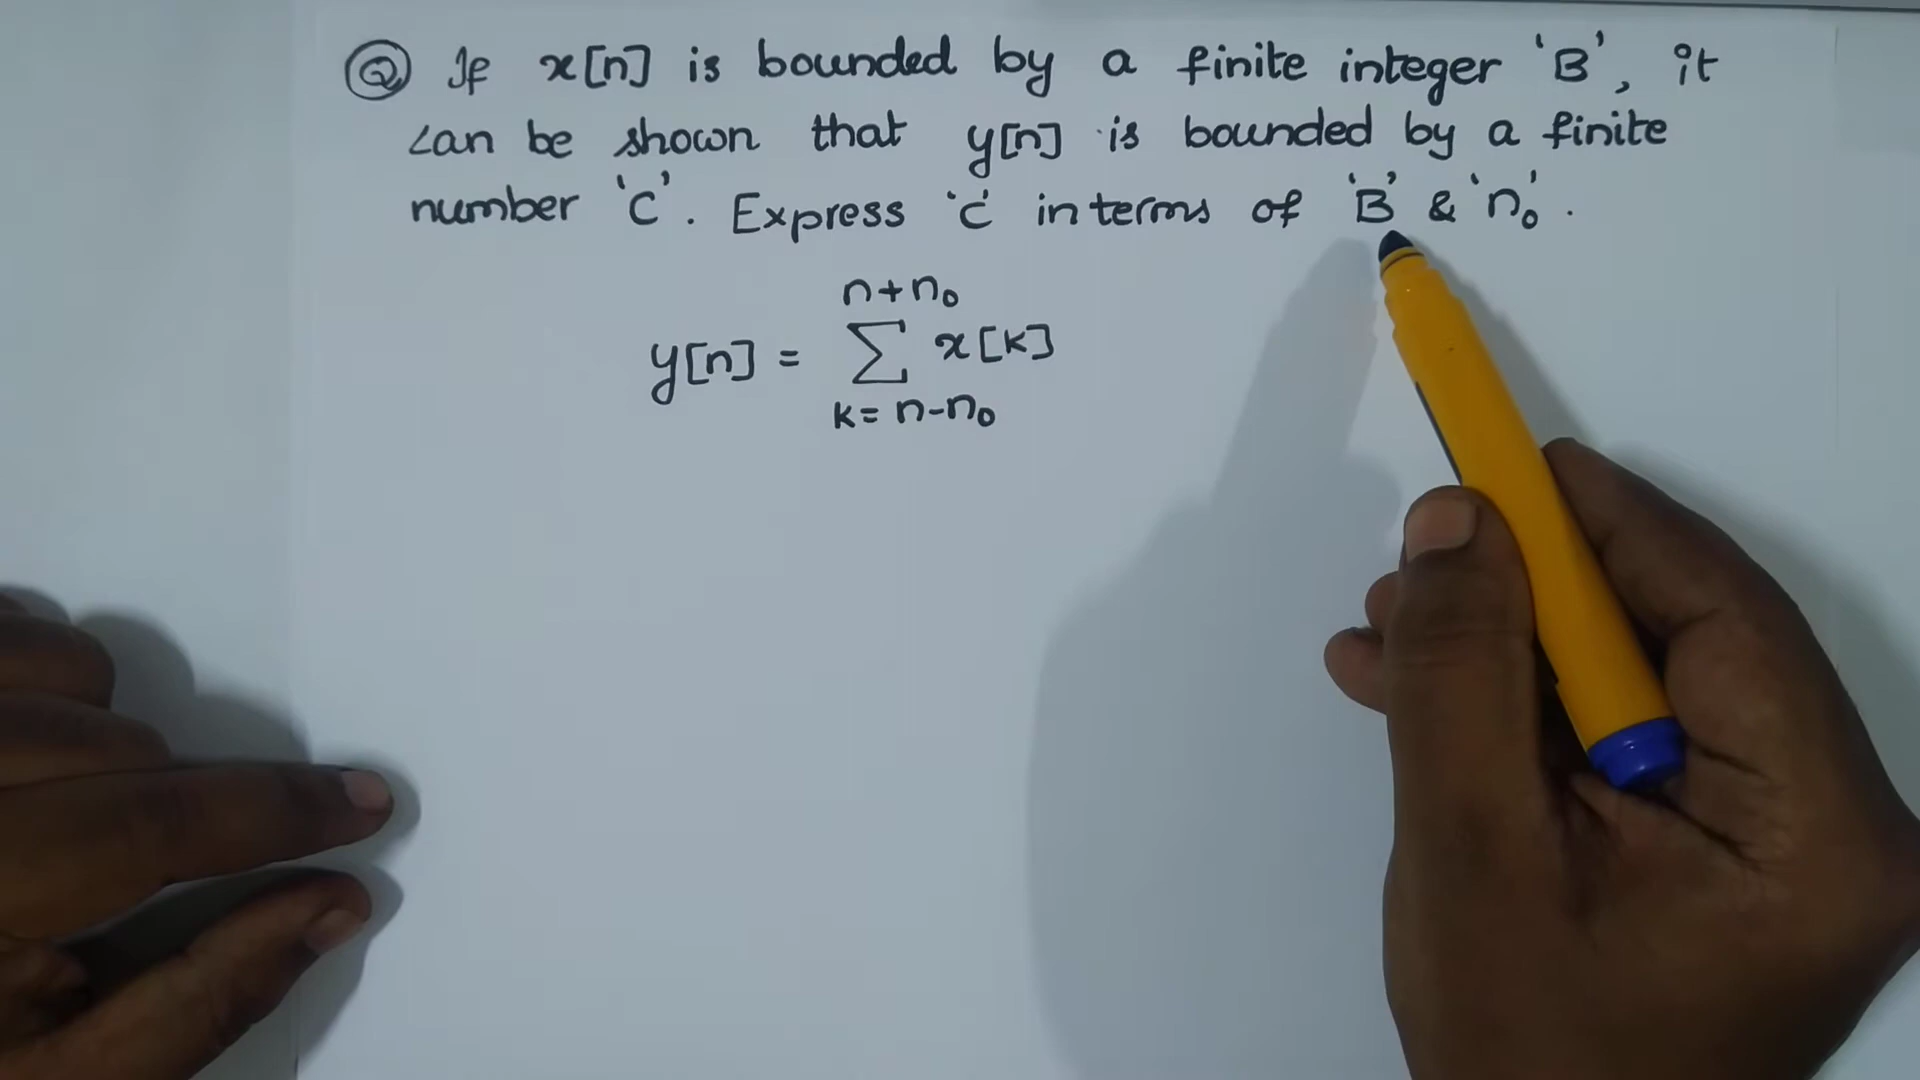 Q If x[n] is bounded by a finite integer 'B', it
can be shown that y[n] is bounded by a finite
number 'C'. Express 'C' in terms of 'B' & 'n₀'.
n+n₀
y[n] = Σ x[k]
k= n-n₀